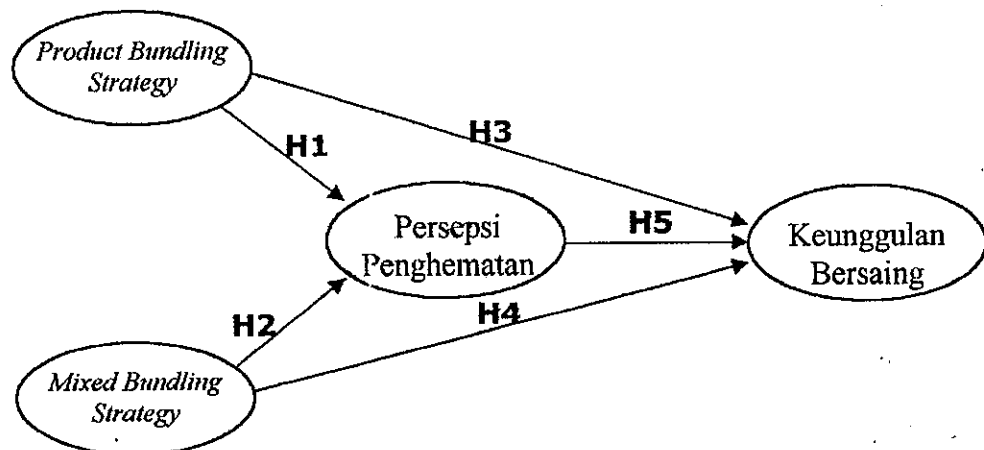 Product Bundling
Strategy
H1
H3
Persepsi
Penghematan
H5
Keunggulan
Bersaing
H2
H4
Mixed Bundling
Strategy